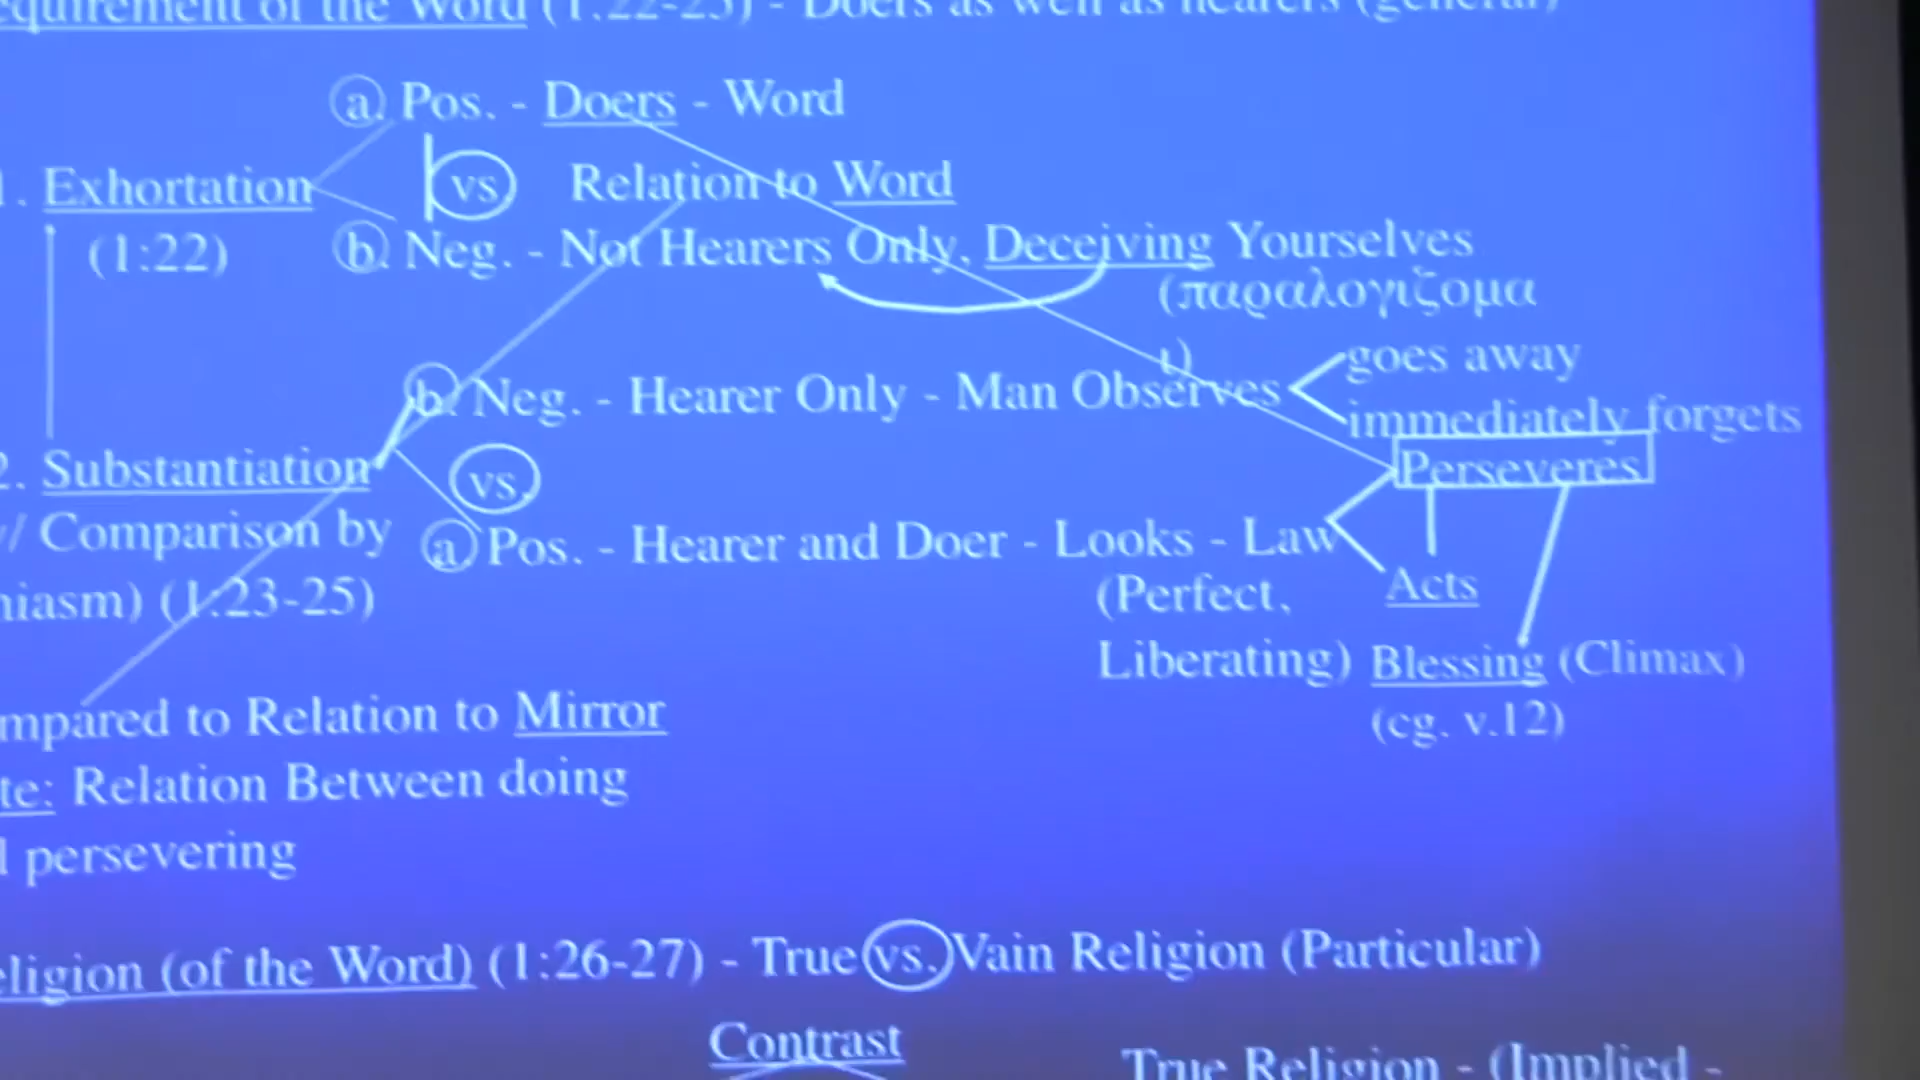 equirement of the Word (1:22-25) - Doers as well as hearers (general)
a. Pos. - Doers - Word
1. Exhortation vs Relation to Word
(1:22) b. Neg. - Not Hearers Only, Deceiving Yourselves
(παραλογιζομα
ι)
goes away
b. Neg. - Hearer Only - Man Observes
immediately forgets
2. Substantiation vs. Perseveres
/ Comparison by a. Pos. - Hearer and Doer - Looks - Law
hiasm) (1:23-25) (Perfect, Acts
Liberating) Blessing (Climax)
mpared to Relation to Mirror (cg. v.12)
te: Relation Between doing
persevering
eligion (of the Word) (1:26-27) - True vs. Vain Religion (Particular)
Contrast
True Religion - (Implied -